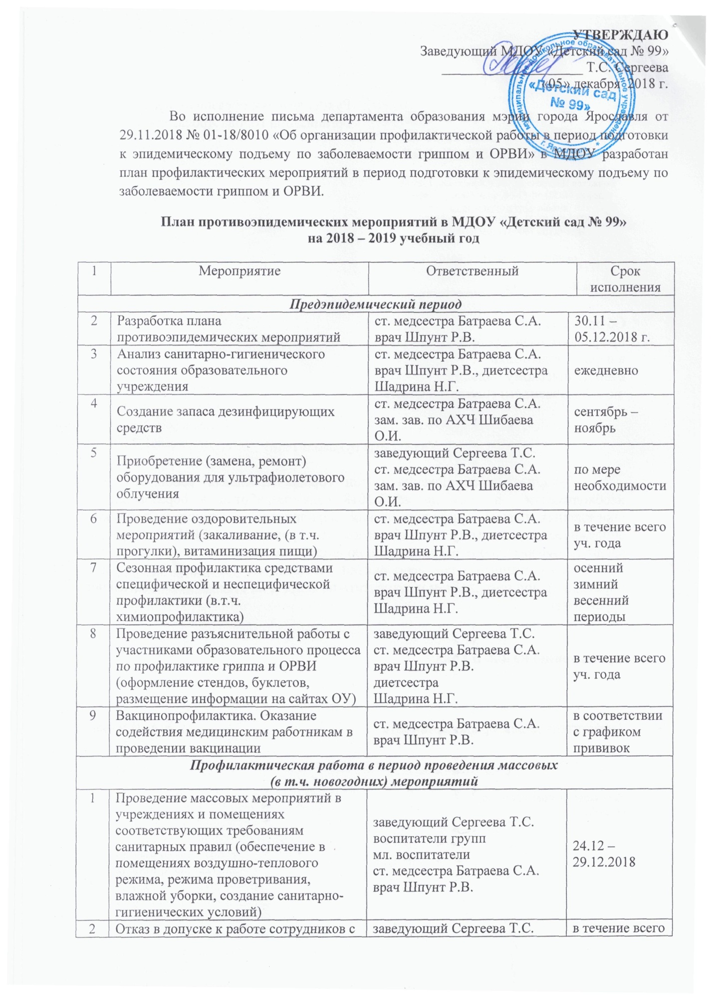 УТВЕРЖДАЮ
Заведующий МДОУ «Детский сад № 99»
____________________ Т.С. Сергеева
«05» декабря 2018 г.
муниципальное дошкольное образовательное учреждение
«Детский сад
№ 99»
* г. Ярославль *
Во исполнение письма департамента образования мэрии города Ярославля от
29.11.2018 № 01-18/8010 «Об организации профилактической работы в период подготовки
к эпидемическому подъему по заболеваемости гриппом и ОРВИ» в МДОУ разработан
план профилактических мероприятий в период подготовки к эпидемическому подъему по
заболеваемости гриппом и ОРВИ.
План противоэпидемических мероприятий в МДОУ «Детский сад № 99»
на 2018 – 2019 учебный год
1 Мероприятие Ответственный Срок
исполнения
Предэпидемический период
2 Разработка плана
противоэпидемических мероприятий
ст. медсестра Батраева С.А.
врач Шпунт Р.В.
30.11 –
05.12.2018 г.
3 Анализ санитарно-гигиенического
состояния образовательного
учреждения
ст. медсестра Батраева С.А.
врач Шпунт Р.В., диетсестра
Шадрина Н.Г.
ежедневно
4 Создание запаса дезинфицирующих
средств
ст. медсестра Батраева С.А.
зам. зав. по АХЧ Шибаева
О.И.
сентябрь –
ноябрь
5 Приобретение (замена, ремонт)
оборудования для ультрафиолетового
облучения
заведующий Сергеева Т.С.
ст. медсестра Батраева С.А.
зам. зав. по АХЧ Шибаева
О.И.
по мере
необходимости
6 Проведение оздоровительных
мероприятий (закаливание, (в т.ч.
прогулки), витаминизация пищи)
ст. медсестра Батраева С.А.
врач Шпунт Р.В., диетсестра
Шадрина Н.Г.
в течение всего
уч. года
7 Сезонная профилактика средствами
специфической и неспецифической
профилактики (в.т.ч.
химиопрофилактика)
ст. медсестра Батраева С.А.
врач Шпунт Р.В., диетсестра
Шадрина Н.Г.
осенний
зимний
весенний
периоды
8 Проведение разъяснительной работы с
участниками образовательного процесса
по профилактике гриппа и ОРВИ
(оформление стендов, буклетов,
размещение информации на сайтах ОУ)
заведующий Сергеева Т.С.
ст. медсестра Батраева С.А.
врач Шпунт Р.В.
диетсестра
Шадрина Н.Г.
в течение всего
уч. года
9 Вакцинопрофилактика. Оказание
содействия медицинским работникам в
проведении вакцинации
ст. медсестра Батраева С.А.
врач Шпунт Р.В.
в соответствии
с графиком
прививок
Профилактическая работа в период проведения массовых
(в т.ч. новогодних) мероприятий
1 Проведение массовых мероприятий в
учреждениях и помещениях
соответствующих требованиям
санитарных правил (обеспечение в
помещениях воздушно-теплового
режима, режима проветривания,
влажной уборки, создание санитарно-
гигиенических условий)
заведующий Сергеева Т.С.
воспитатели групп
мл. воспитатели
ст. медсестра Батраева С.А.
врач Шпунт Р.В.
24.12 –
29.12.2018
2 Отказ в допуске к работе сотрудников с
заведующий Сергеева Т.С.
в течение всего